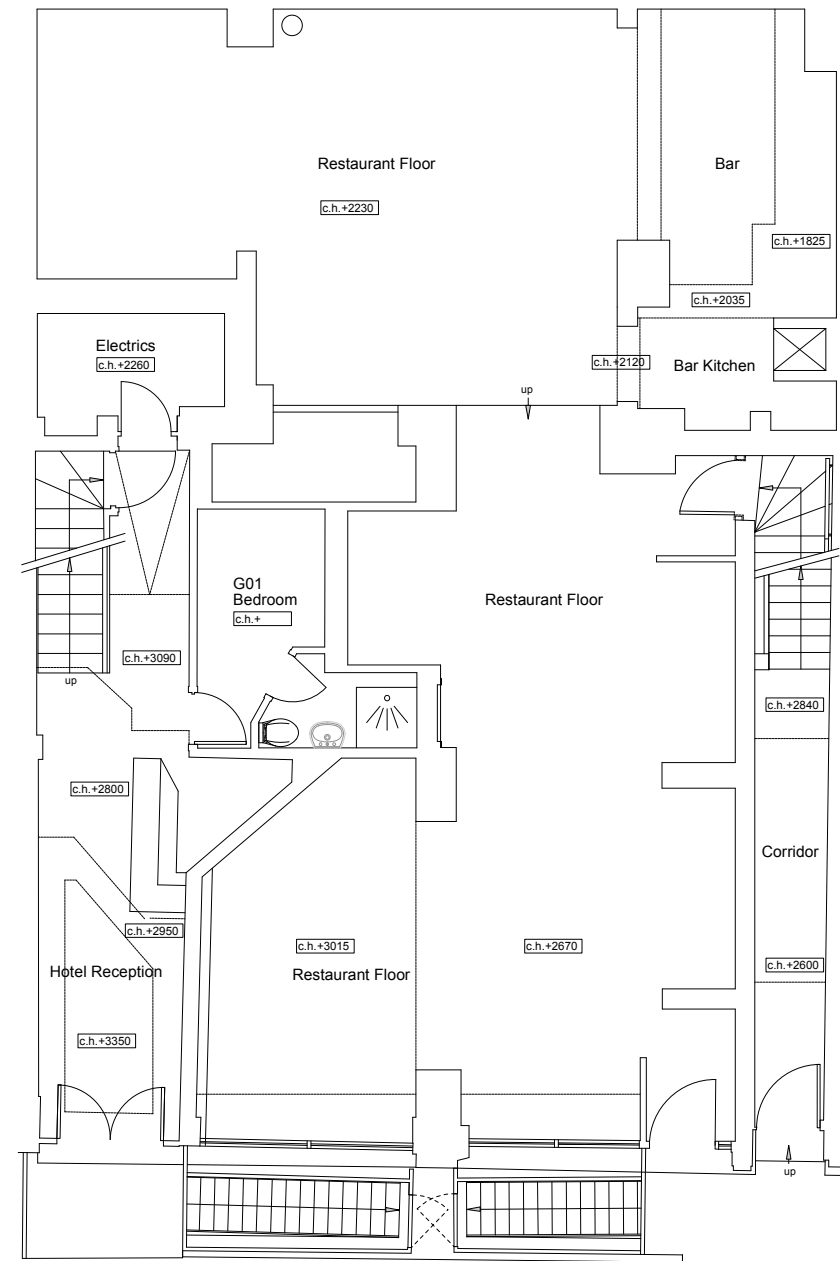 Restaurant Floor
c.h.+2230
Bar
c.h.+1825
c.h.+2035
Electrics
c.h.+2260
c.h.+2120
Bar Kitchen
up
G01
Bedroom
c.h.+
Restaurant Floor
c.h.+3090
up
c.h.+2840
c.h.+2800
Corridor
c.h.+2950
c.h.+3015
c.h.+2670
Hotel Reception
Restaurant Floor
c.h.+2600
c.h.+3350
up